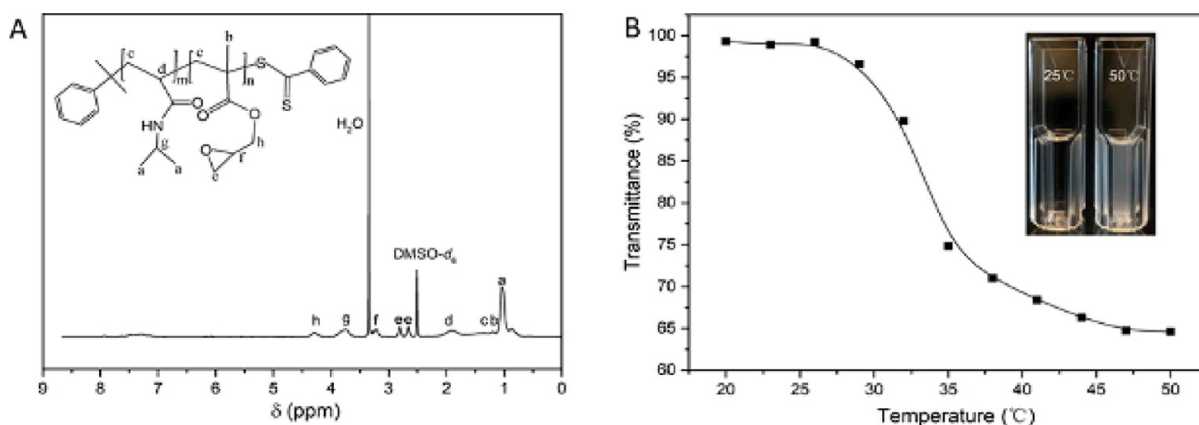 A
b
c
c
S
d
m
n
S
O
O
O
HN
g
h
O
f
a
a
e
H₂O
DMSO-d₆
a
h
g
f
e
e
d
c
b
9
8
7
6
5
4
3
2
1
0
δ (ppm)
B
100
95
90
85
80
75
70
65
60
Transmittance (%)
25℃
50℃
20
25
30
35
40
45
50
Temperature (℃)